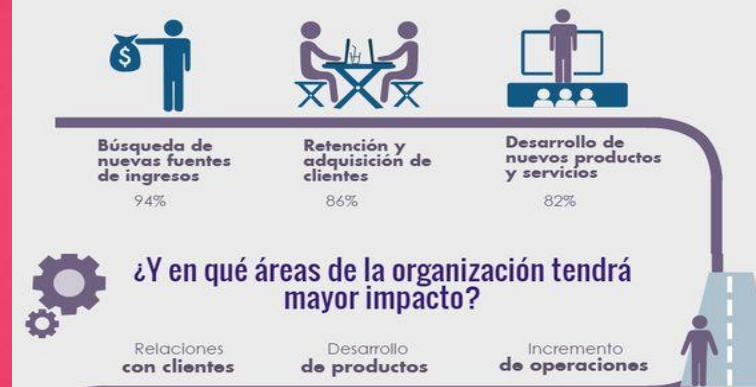 $
Búsqueda de
nuevas fuentes
de ingresos
94%
Retención y
adquisición de
clientes
86%
Desarrollo de
nuevos productos
y servicios
82%
¿Y en qué áreas de la organización tendrá
mayor impacto?
Relaciones
con clientes
Desarrollo
de productos
Incremento
de operaciones